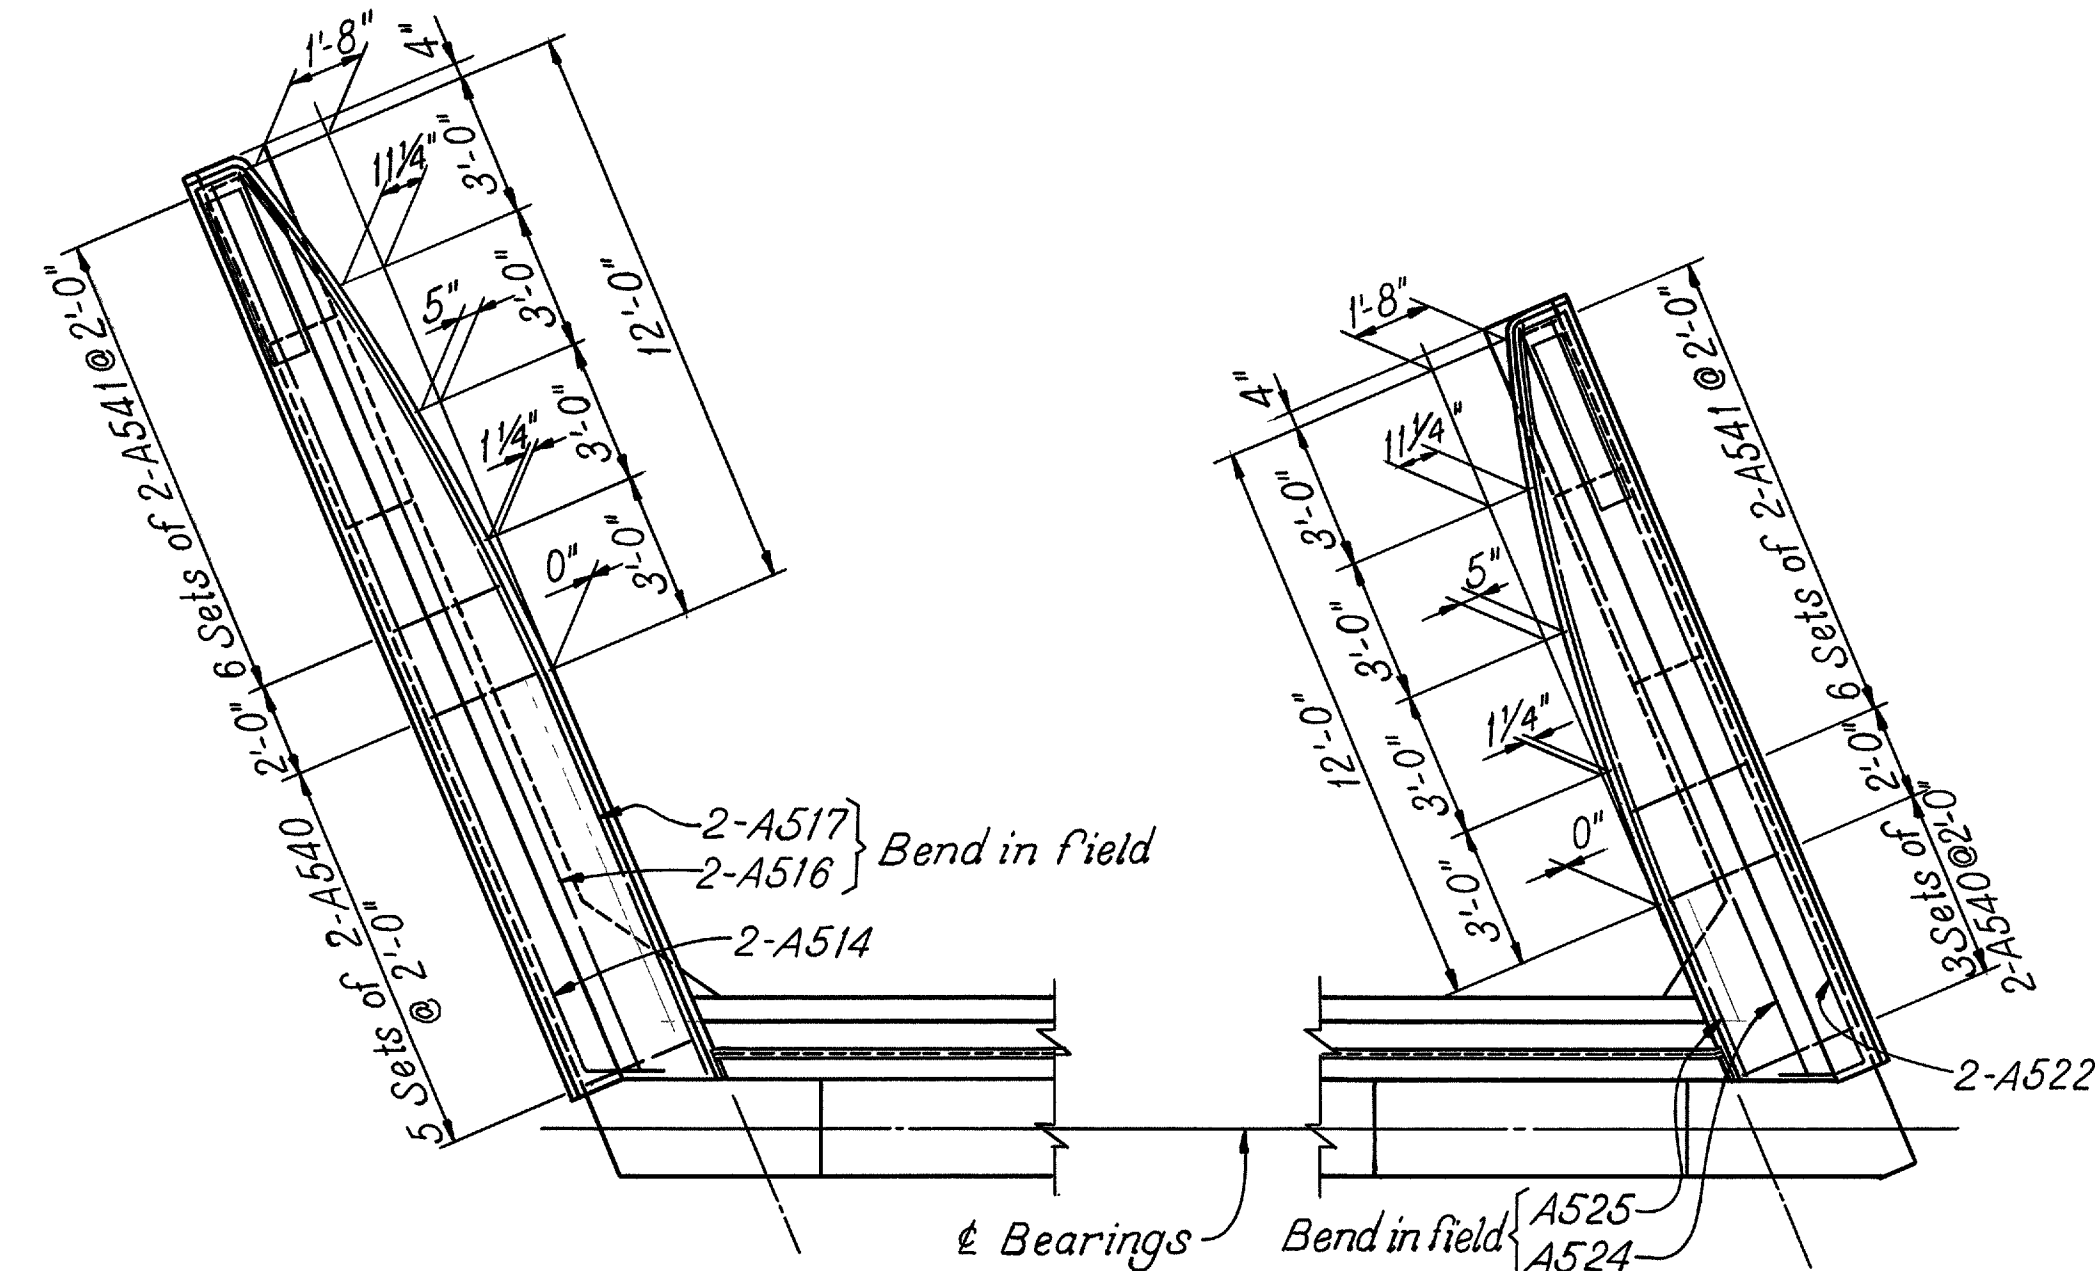 1'-8"
4"
3'-0"
11 1/4"
3'-0"
5"
12'-0"
3'-0"
1 1/4"
3'-0"
0"
6 Sets of 2-A541 @ 2'-0"
2'-0"
5 Sets of 2-A540
@ 2'-0"
2-A517
2-A516
Bend in field
2-A514
1'-8"
4"
11 1/4"
3'-0"
5"
3'-0"
12'-0"
1 1/4"
3'-0"
0"
3'-0"
6 Sets of 2-A541 @ 2'-0"
2'-0"
3 Sets of
2-A540@2'-0"
2-A522
℄ Bearings
Bend in field
A525
A524